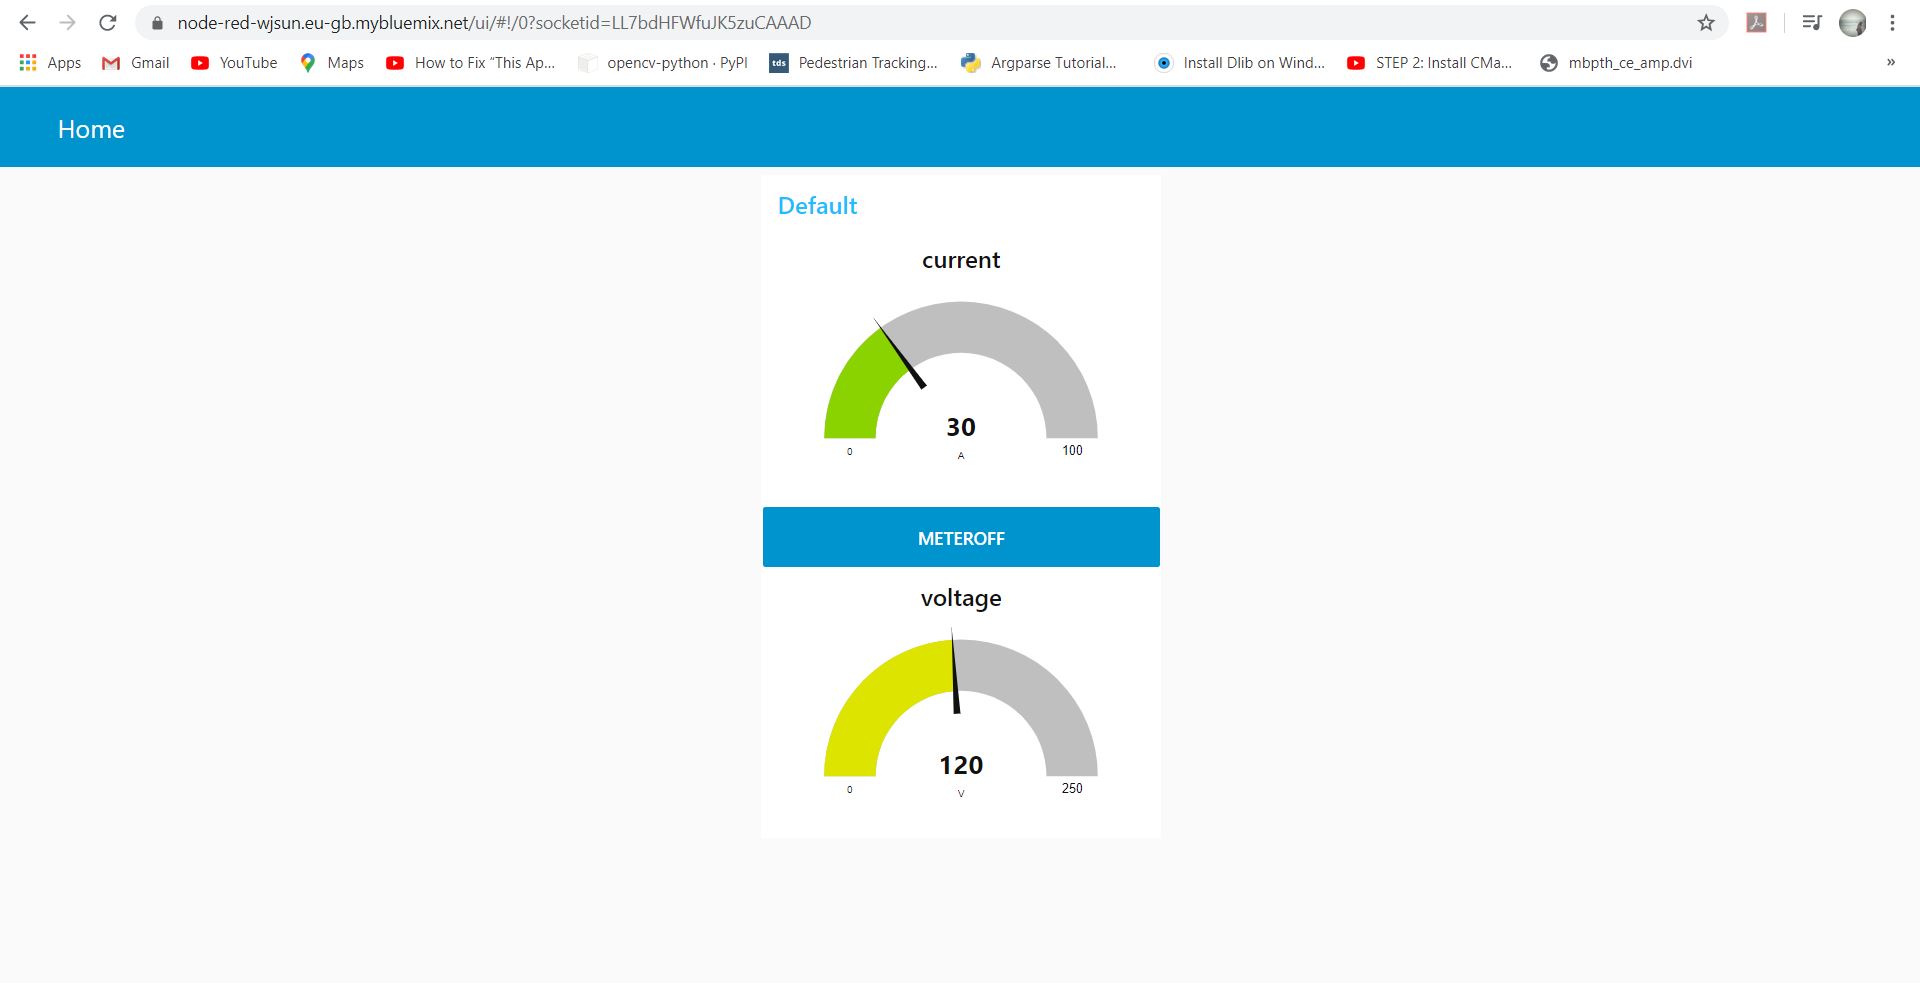 node-red-wjsun.eu-gb.mybluemix.net/ui/#!/0?socketid=LL7bdHFWfuJK5zuCAAAD
Apps Gmail YouTube Maps How to Fix “This Ap... opencv-python · PyPI tds Pedestrian Tracking... Argparse Tutorial... Install Dlib on Wind... STEP 2: Install CMa... mbpth_ce_amp.dvi »
Home
Default
current
30
0 A 100
METEROFF
voltage
120
0 V 250